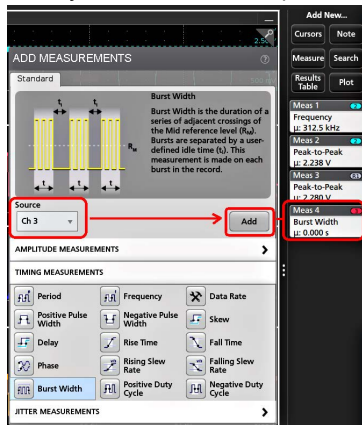 Add New...
2.50
Cursors
Note
ADD MEASUREMENTS
Measure
Search
Standard
Results Table
Plot
Burst Width
Burst Width is the duration of a
series of adjacent crossings of
the Mid reference level (RM).
Bursts are separated by a user-
defined idle time (tI). This
measurement is made on each
burst in the record.
tI
tI
RM
t
t
t
Meas 1
Frequency
µ: 312.5 kHz
Meas 2
Peak-to-Peak
µ: 2.238 V
Meas 3
Peak-to-Peak
µ: 2.280 V
Meas 4
Burst Width
µ: 0.000 s
Source
Ch 3
Add
AMPLITUDE MEASUREMENTS
TIMING MEASUREMENTS
Period
Frequency
Data Rate
Positive Pulse Width
Negative Pulse Width
Skew
Delay
Rise Time
Fall Time
Phase
Rising Slew Rate
Falling Slew Rate
Burst Width
Positive Duty Cycle
Negative Duty Cycle
JITTER MEASUREMENTS